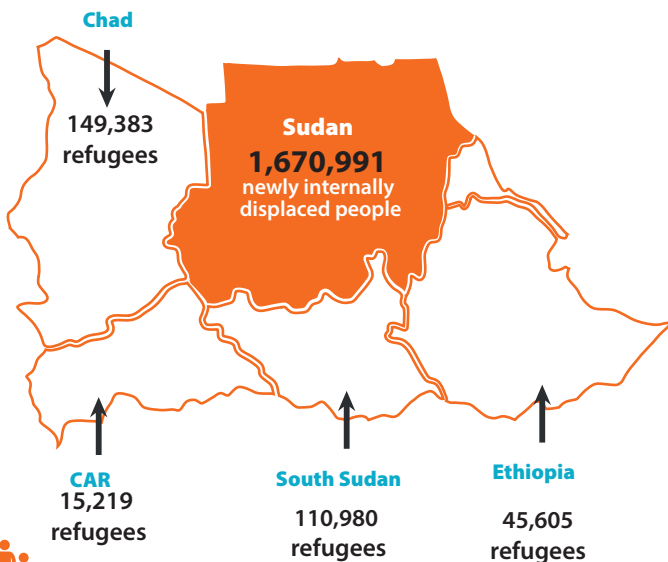 Chad
149,383
refugees
Sudan
1,670,991
newly internally
displaced people
CAR
15,219
refugees
South Sudan
110,980
refugees
Ethiopia
45,605
refugees